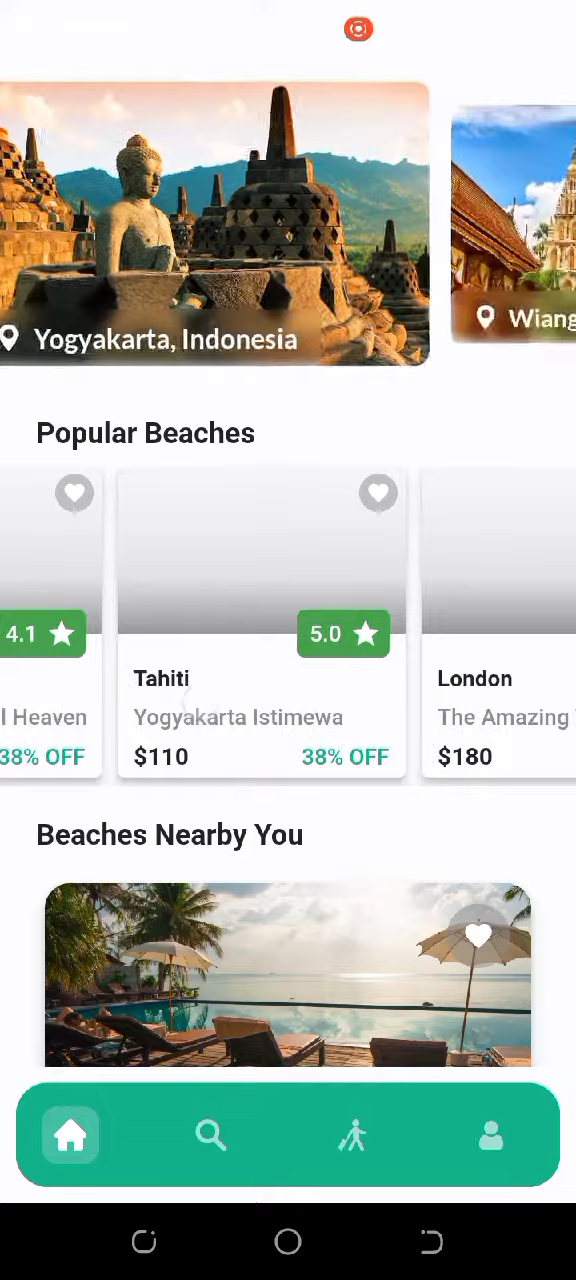 Yogyakarta, Indonesia
Wiang
Popular Beaches
4.1
5.0
Tahiti
London
l Heaven
Yogyakarta Istimewa
The Amazing
38% OFF
$110
38% OFF
$180
Beaches Nearby You